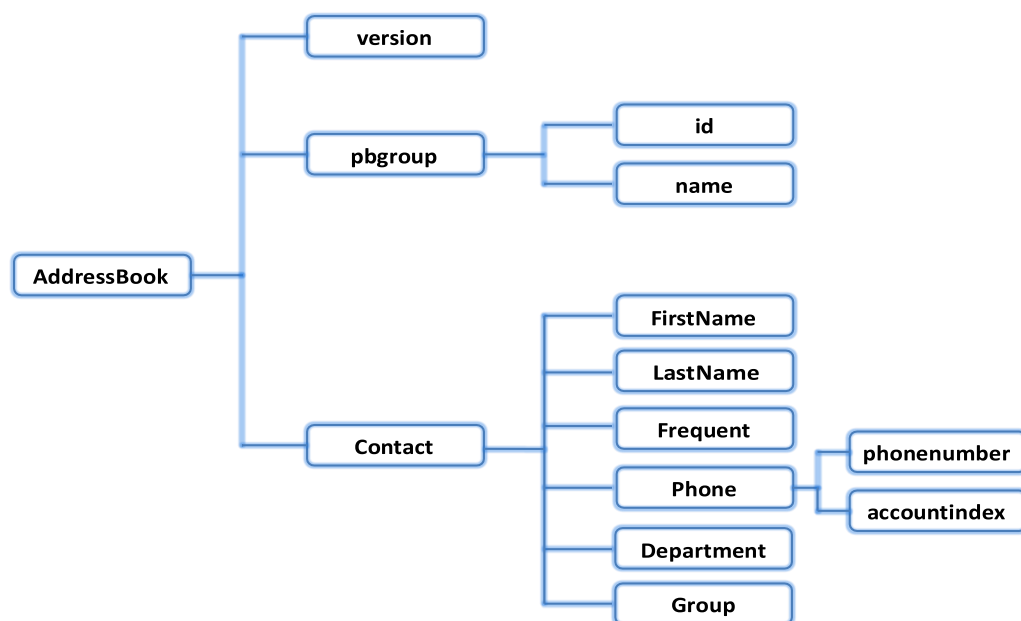 version
pbgroup
id
name
AddressBook
FirstName
LastName
Frequent
Contact
Phone
phonenumber
accountindex
Department
Group